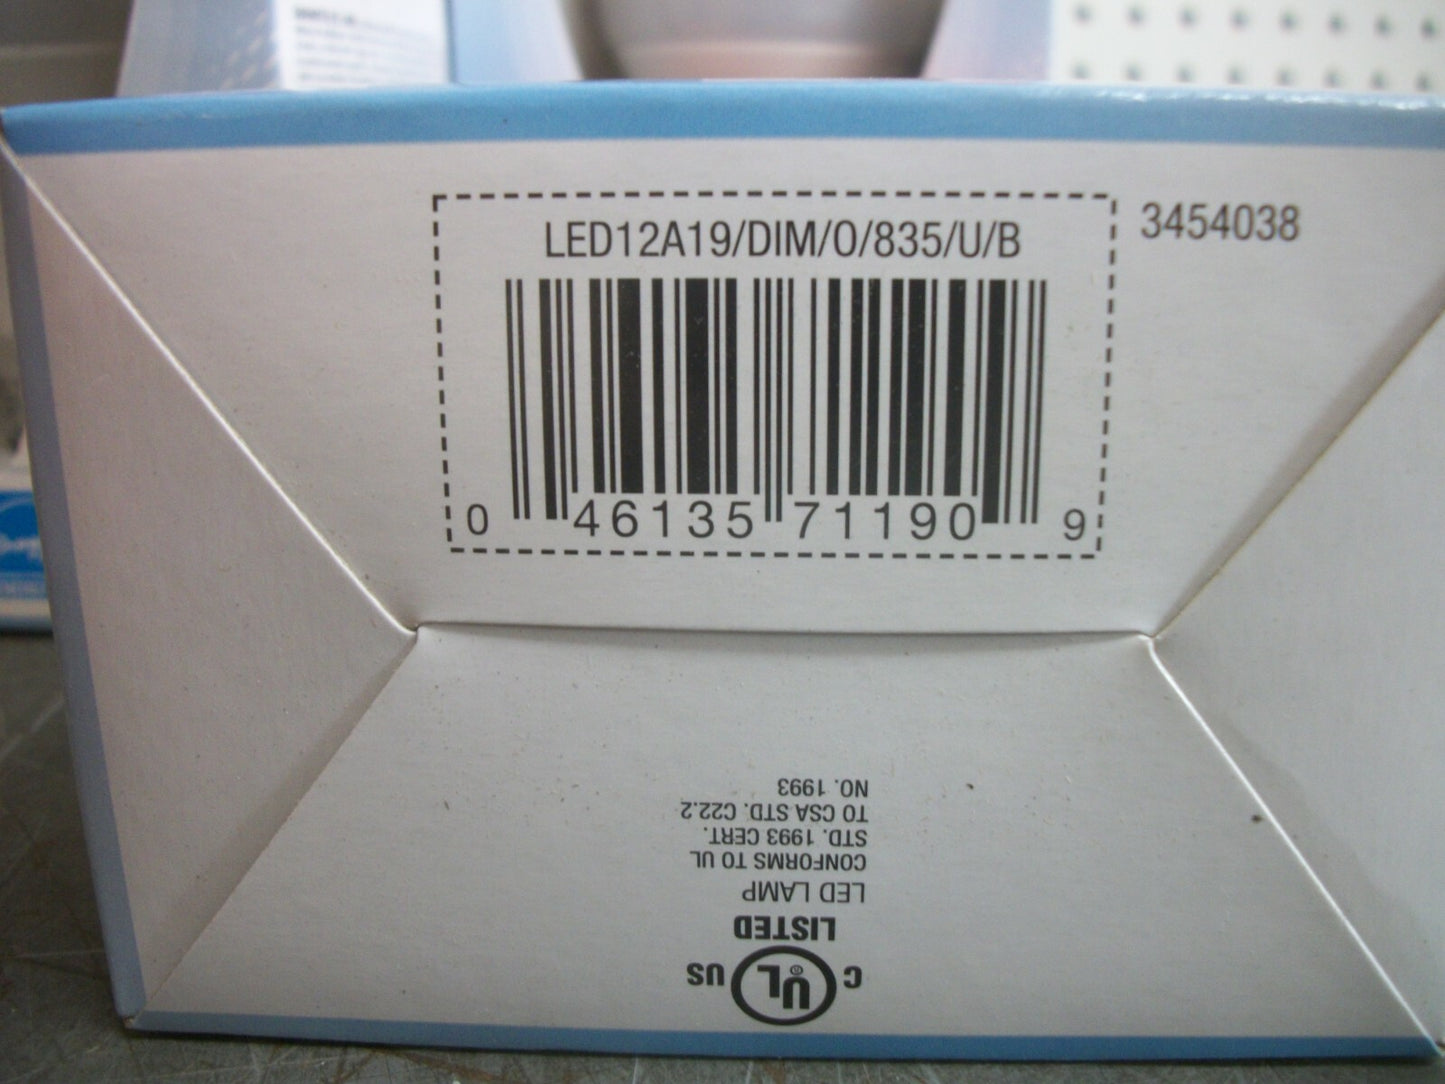 LED12A19/DIM/O/835/U/B
3454038
0 46135 71190 9
C UL® US
LISTED
LED LAMP
CONFORMS TO UL
STD. 1993 CERT.
TO CSA STD. C22.2
NO. 1993